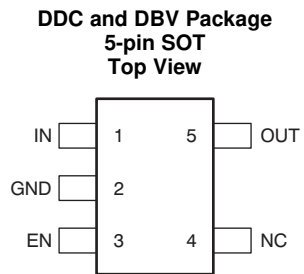 DDC and DBV Package
5-pin SOT
Top View
IN 1 5 OUT
GND 2
EN 3 4 NC